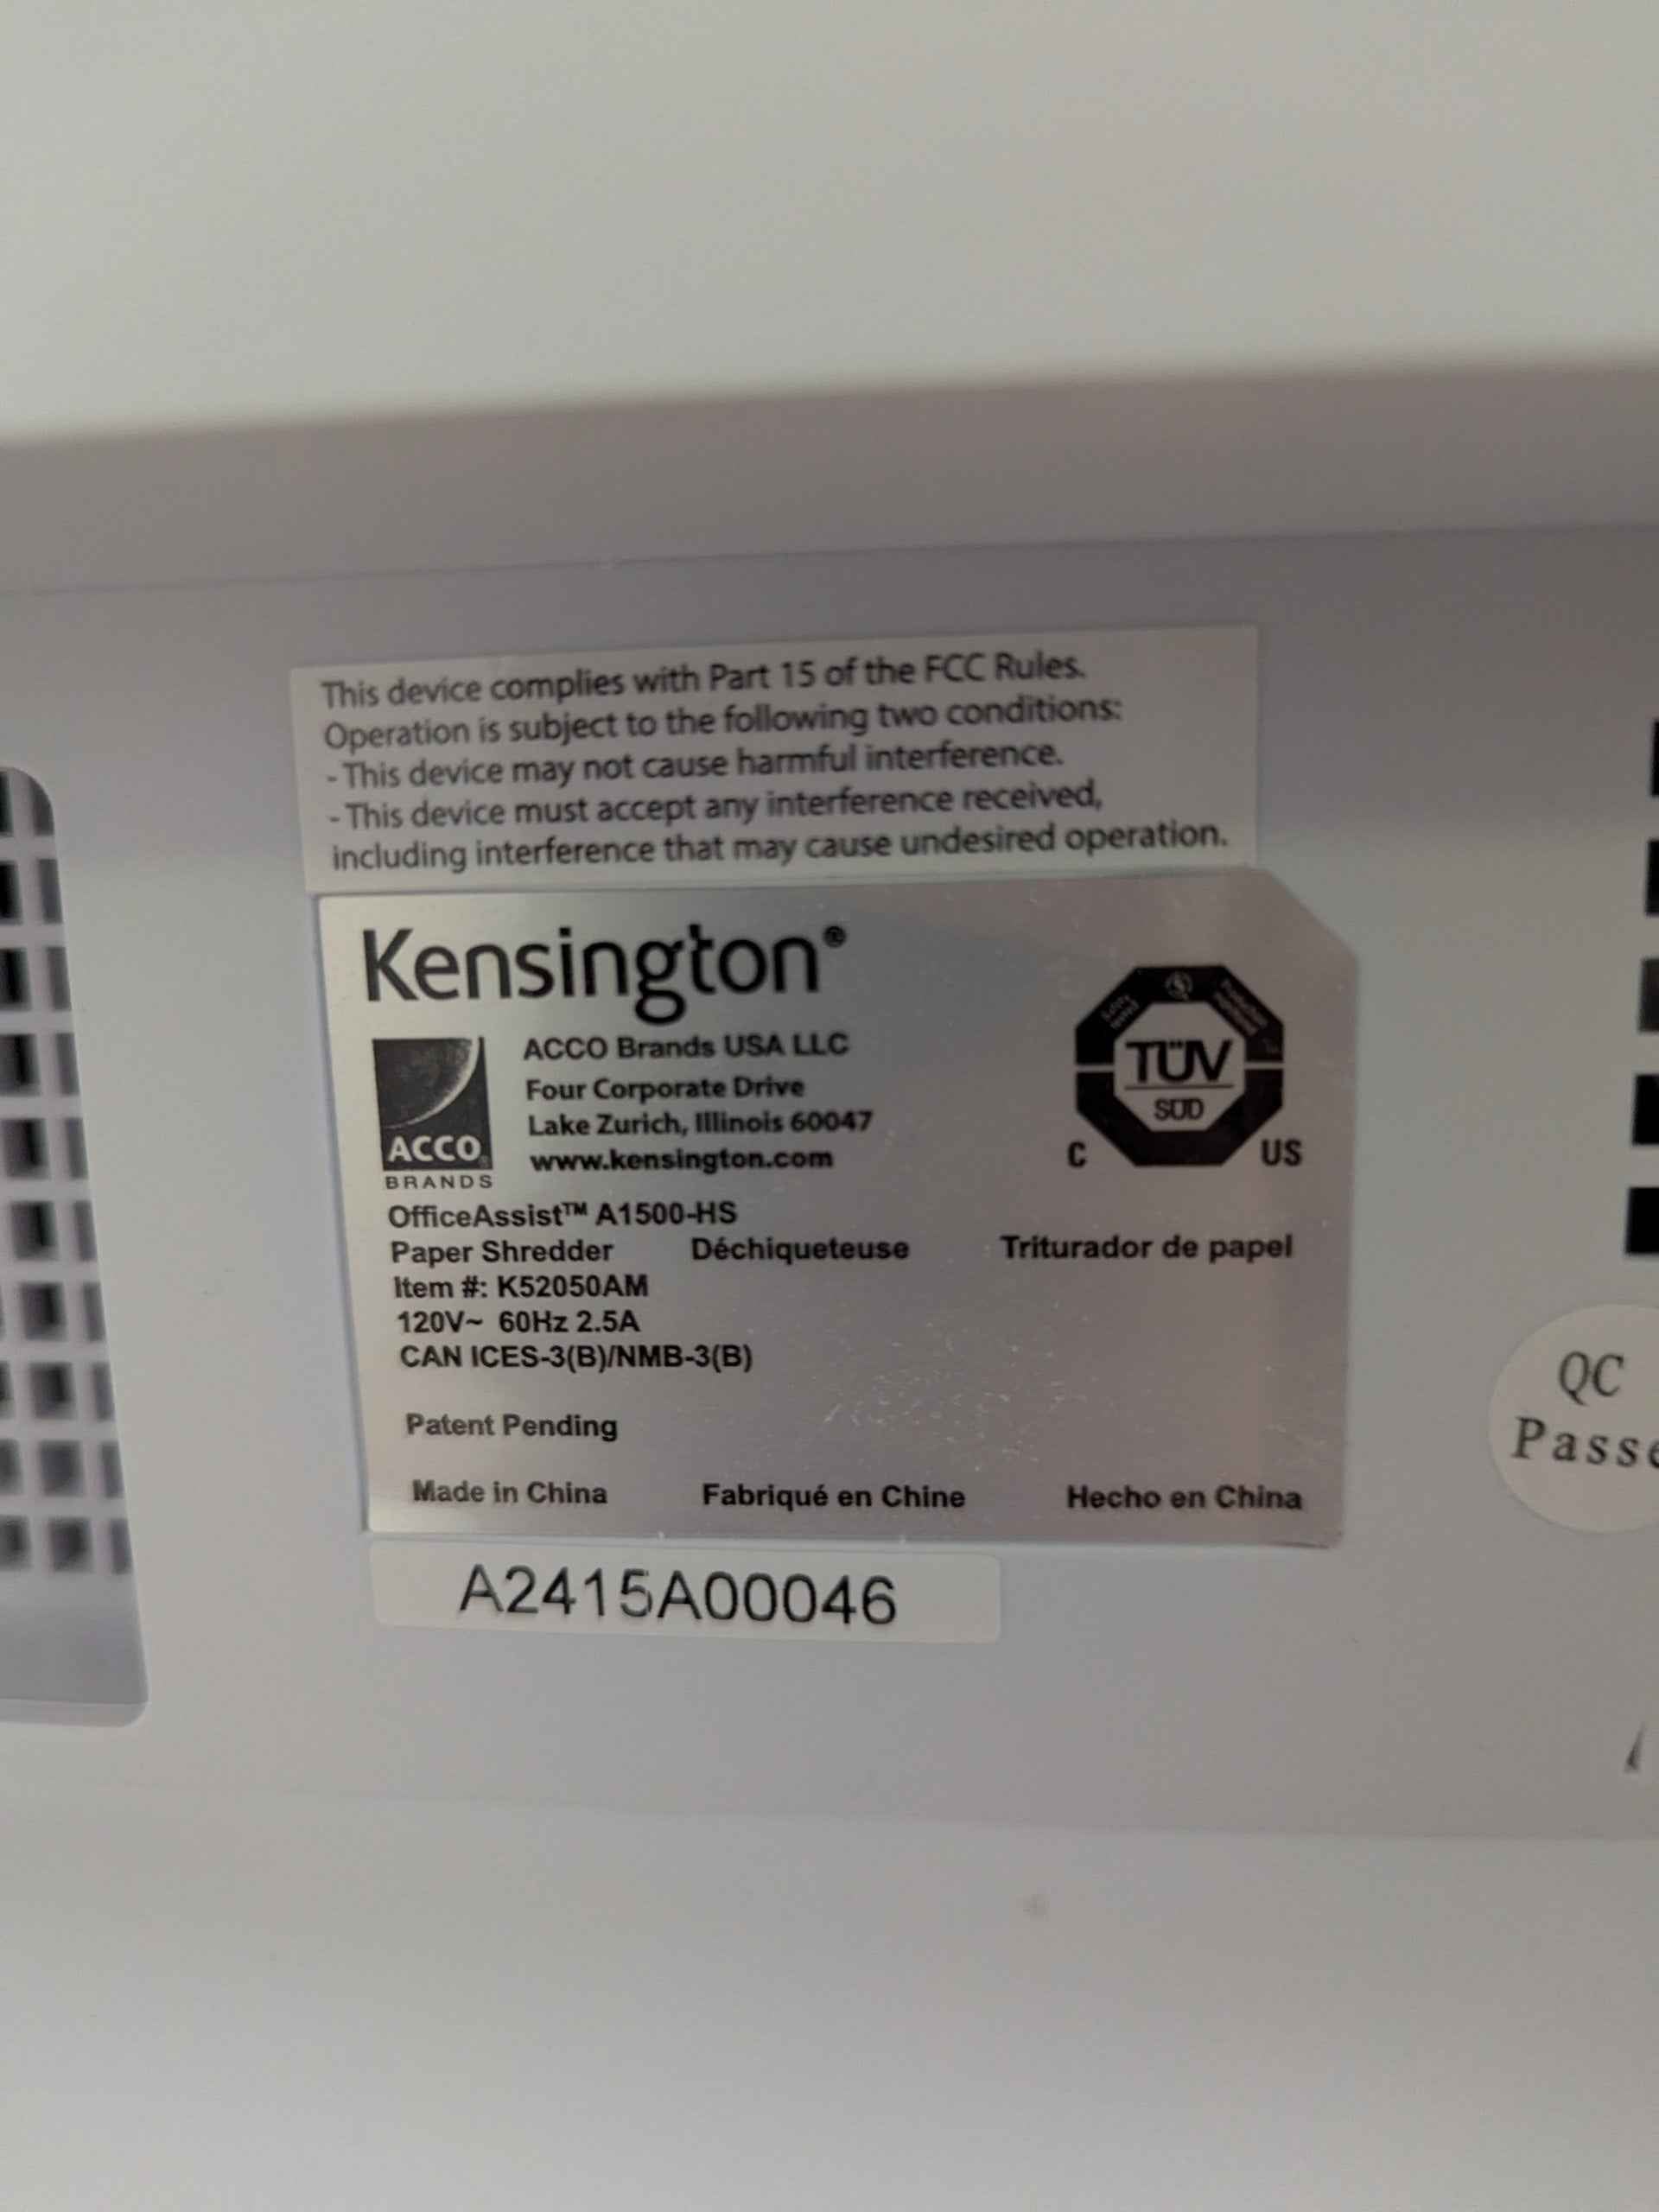 This device complies with Part 15 of the FCC Rules.
Operation is subject to the following two conditions:
- This device may not cause harmful interference.
- This device must accept any interference received,
including interference that may cause undesired operation.
Kensington®
ACCO Brands USA LLC
Four Corporate Drive
Lake Zurich, Illinois 60047
www.kensington.com
ACCO
BRANDS
TÜV
SÜD
C US
OfficeAssist™ A1500-HS
Paper Shredder Déchiqueteuse Triturador de papel
Item #: K52050AM
120V~ 60Hz 2.5A
CAN ICES-3(B)/NMB-3(B)
Patent Pending
Made in China Fabriqué en Chine Hecho en China
A2415A00046
QC
Passe